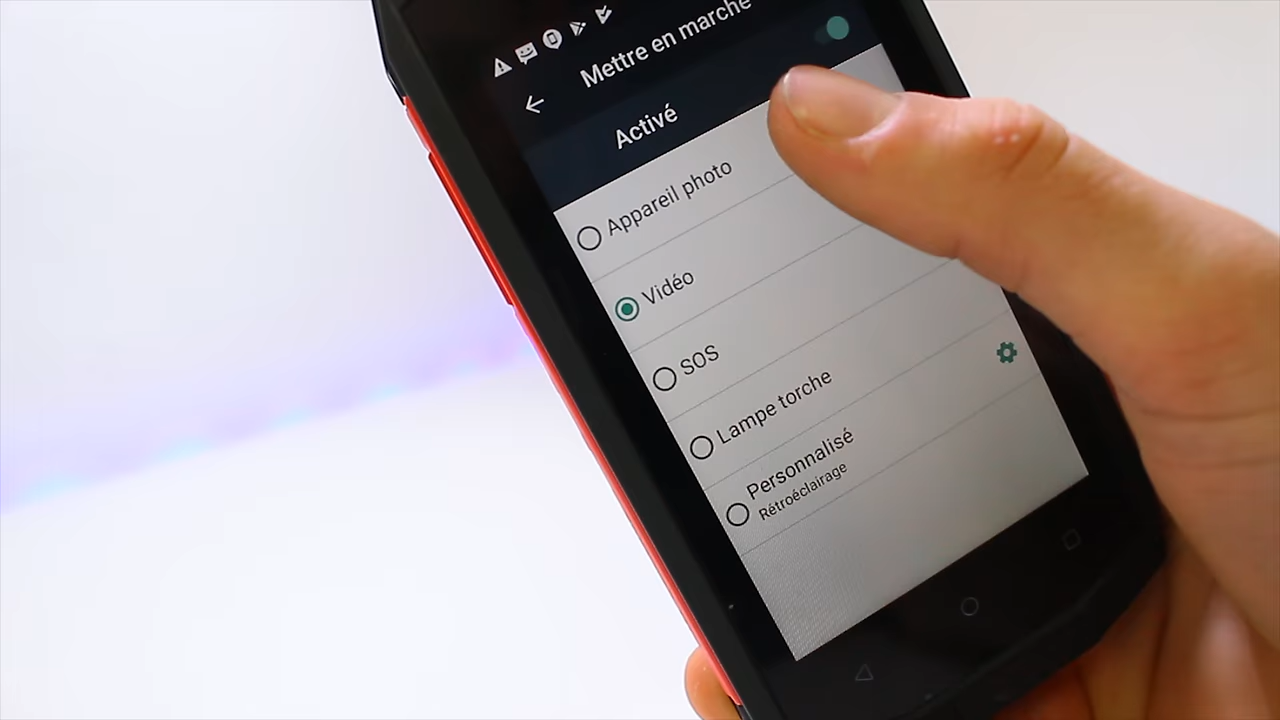 Mettre en marche
Activé
Appareil photo
Vidéo
SOS
Lampe torche
Personnalisé
Rétroéclairage